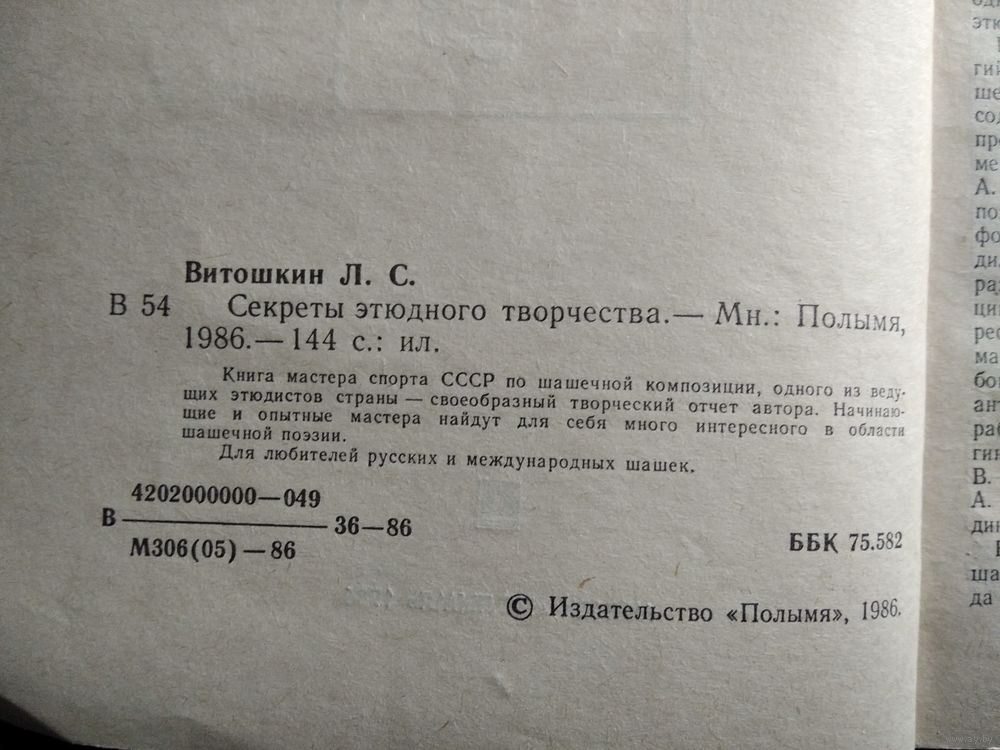 Витошкин Л. С.
В 54 Секреты этюдного творчества.— Мн.: Полымя,
1986.— 144 с.: ил.
Книга мастера спорта СССР по шашечной композиции, одного из веду-
щих этюдистов страны — своеобразный творческий отчет автора. Начинаю-
щие и опытные мастера найдут для себя много интересного в области
шашечной поэзии.
Для любителей русских и международных шашек.
4202000000—049
В ——— 36—86
М306(05)—86
ББК 75.582
© Издательство «Полымя», 1986.